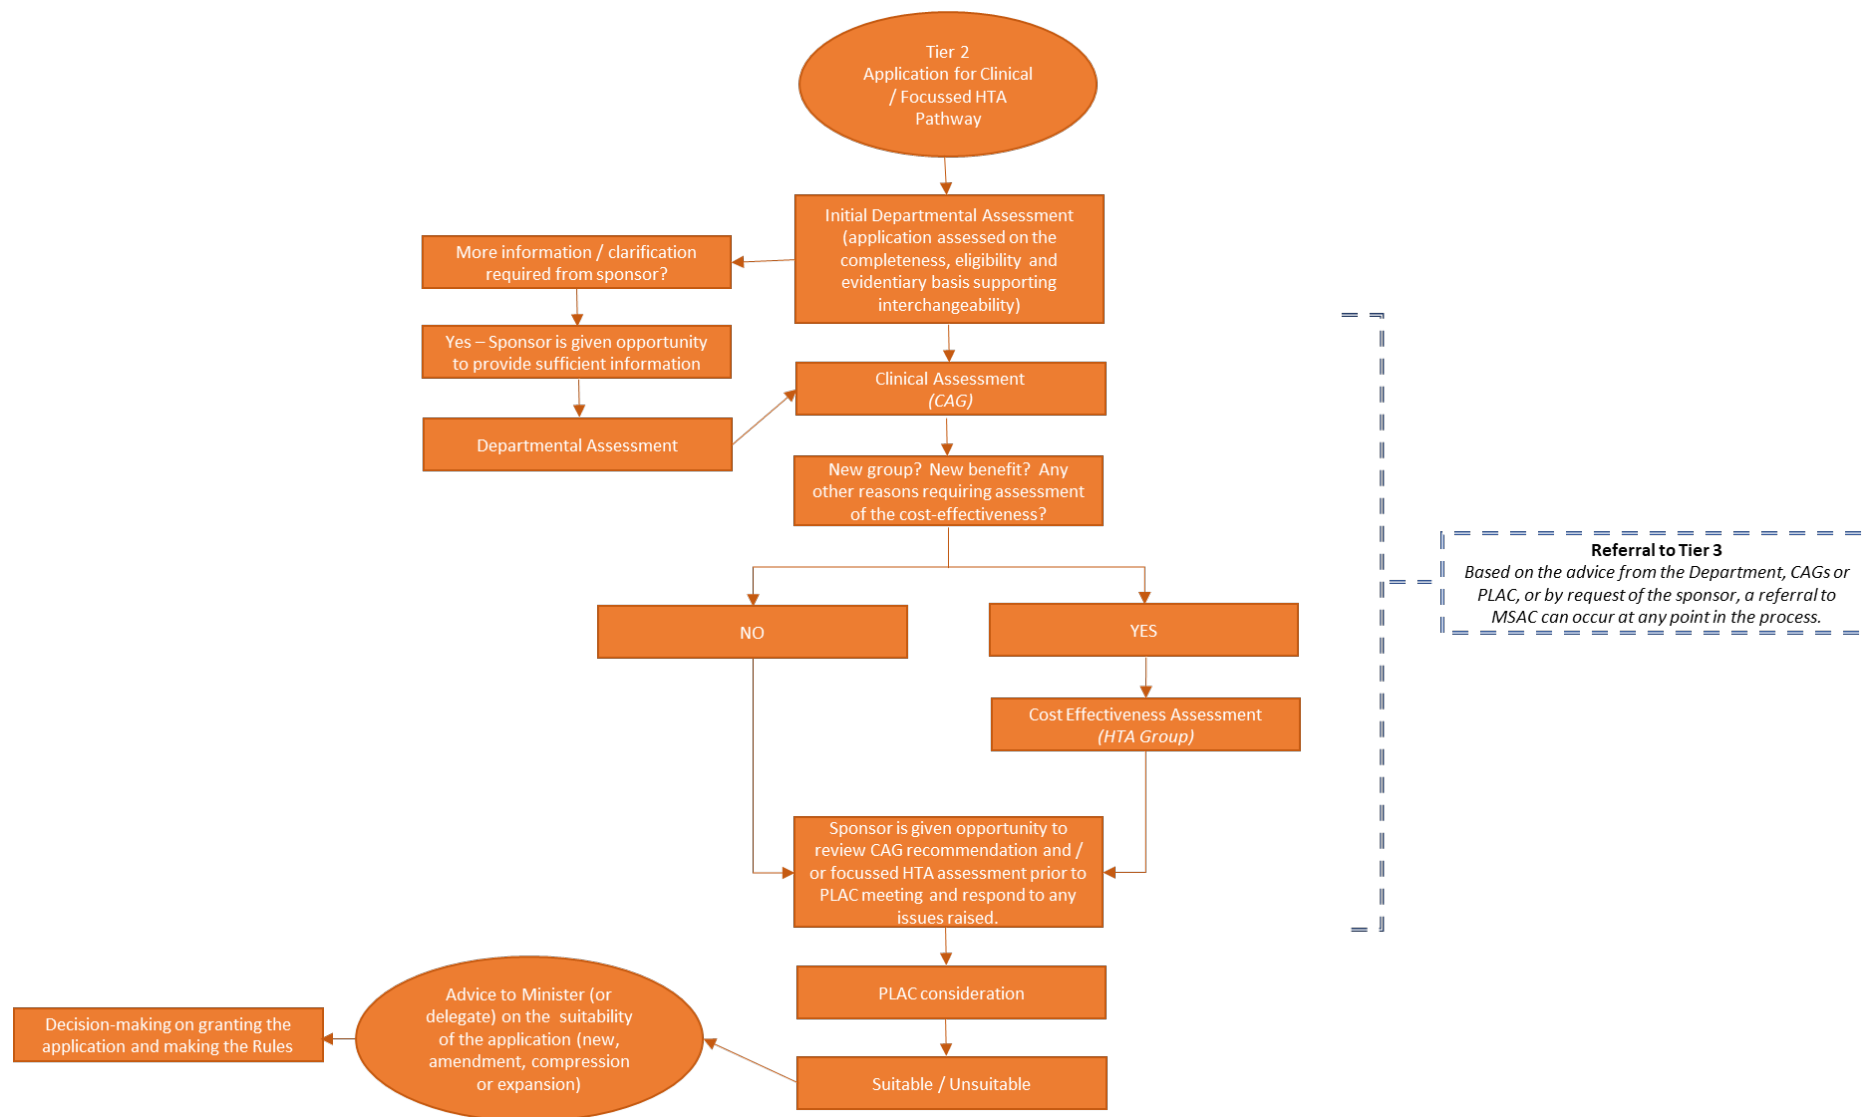 Tier 2
Application for Clinical
/ Focussed HTA
Pathway
Initial Departmental Assessment
(application assessed on the
completeness, eligibility and
evidentiary basis supporting
interchangeability)
More information / clarification
required from sponsor?
Yes – Sponsor is given opportunity
to provide sufficient information
Departmental Assessment
Clinical Assessment
(CAG)
New group? New benefit? Any
other reasons requiring assessment
of the cost-effectiveness?
NO
YES
Cost Effectiveness Assessment
(HTA Group)
Referral to Tier 3
Based on the advice from the Department, CAGs or
PLAC, or by request of the sponsor, a referral to
MSAC can occur at any point in the process.
Sponsor is given opportunity to
review CAG recommendation and /
or focussed HTA assessment prior to
PLAC meeting and respond to any
issues raised.
PLAC consideration
Suitable / Unsuitable
Advice to Minister (or
delegate) on the suitability
of the application (new,
amendment, compression
or expansion)
Decision-making on granting the
application and making the Rules